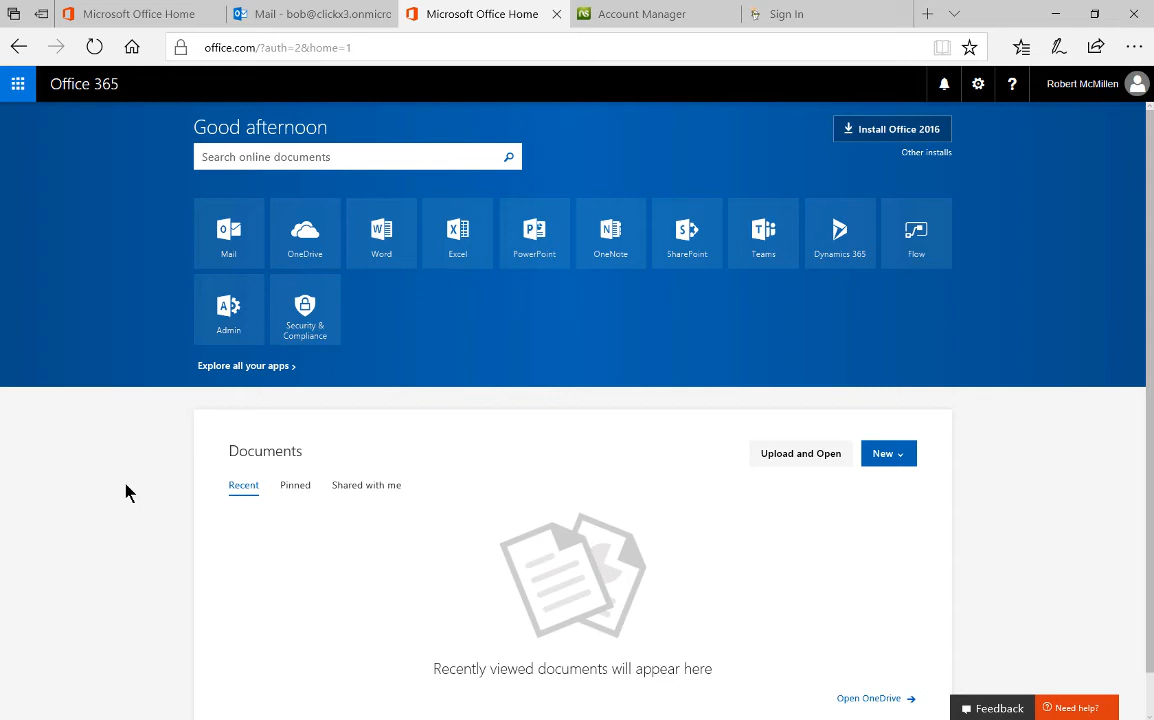 Microsoft Office Home
Mail - bob@clickx3.onmicro
Microsoft Office Home
Account Manager
Sign In
office.com/?auth=2&home=1
Office 365
Robert McMillen
Good afternoon
Install Office 2016
Search online documents
Other installs
Mail
OneDrive
Word
Excel
PowerPoint
OneNote
SharePoint
Teams
Dynamics 365
Flow
Admin
Security &
Compliance
Explore all your apps
Documents
Upload and Open
New
Recent
Pinned
Shared with me
Recently viewed documents will appear here
Open OneDrive
Feedback
Need help?